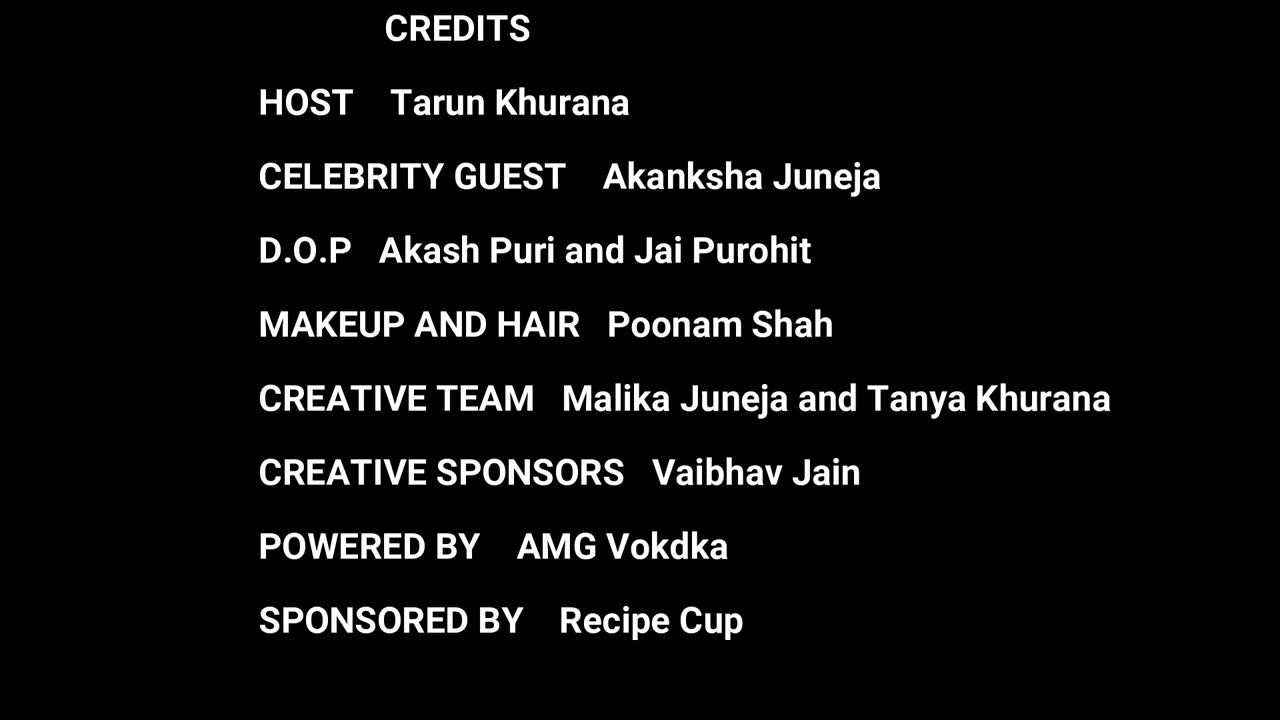 CREDITS
HOST Tarun Khurana
CELEBRITY GUEST Akanksha Juneja
D.O.P Akash Puri and Jai Purohit
MAKEUP AND HAIR Poonam Shah
CREATIVE TEAM Malika Juneja and Tanya Khurana
CREATIVE SPONSORS Vaibhav Jain
POWERED BY AMG Vokdka
SPONSORED BY Recipe Cup